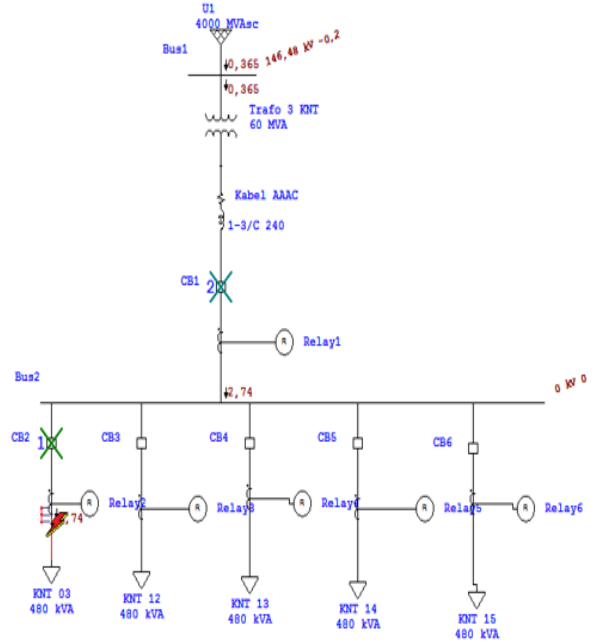 U1
4000 MVAsc
Bus1
0,365
146,48 kV -0,2
0,365
Trafo 3 KNT
60 MVA
Kabel AAAC
1-3/C 240
CB1
2
R
Relay1
Bus2
2,74
0 kV 0
CB2
1
CB3
CB4
CB5
CB6
R
Relay2
R
R
R
Relay5
R
Relay6
KNT 03
480 kVA
KNT 12
480 kVA
KNT 13
480 kVA
KNT 14
480 kVA
KNT 15
480 kVA